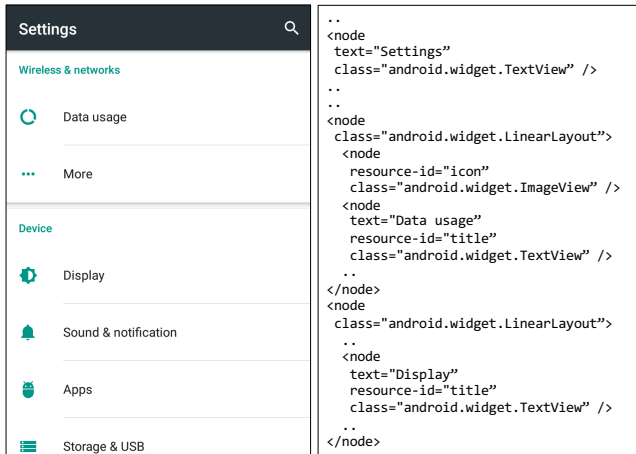 Settings
Wireless & networks
Data usage
More
Device
Display
Sound & notification
Apps
Storage & USB
..
<node
text="Settings”
class="android.widget.TextView” />
..
..
<node
class="android.widget.LinearLayout”>
<node
resource-id="icon”
class="android.widget.ImageView” />
<node
text="Data usage”
resource-id="title”
class="android.widget.TextView” />
..
</node>
<node
class="android.widget.LinearLayout”>
..
<node
text="Display”
resource-id="title”
class="android.widget.TextView” />
..
</node>